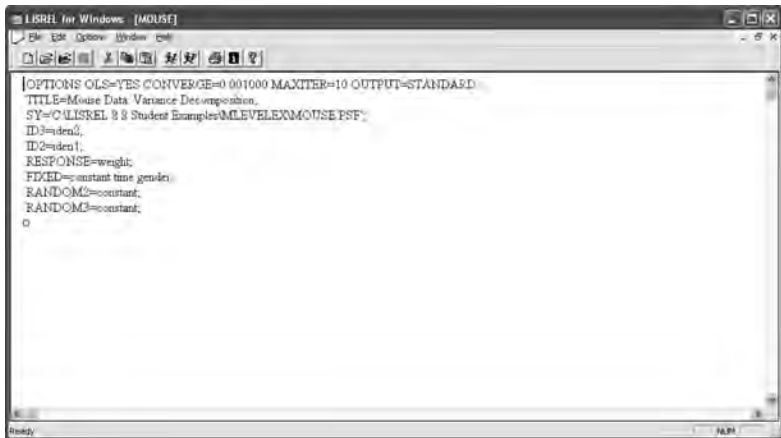 LISREL for Windows - [MOUSE]
File Edit Options Window Help
OPTIONS OLS=YES CONVERGE=0.001000 MAXITER=10 OUTPUT=STANDARD
TITLE=Mouse Data: Variance Decomposition;
SY='C:\LISREL 8.8 Student Examples\MLEVELEX\MOUSE.PSF';
ID3=iden2;
ID2=iden1;
RESPONSE=weight;
FIXED=constant time gender;
RANDOM2=constant;
RANDOM3=constant;
Ready
NUM